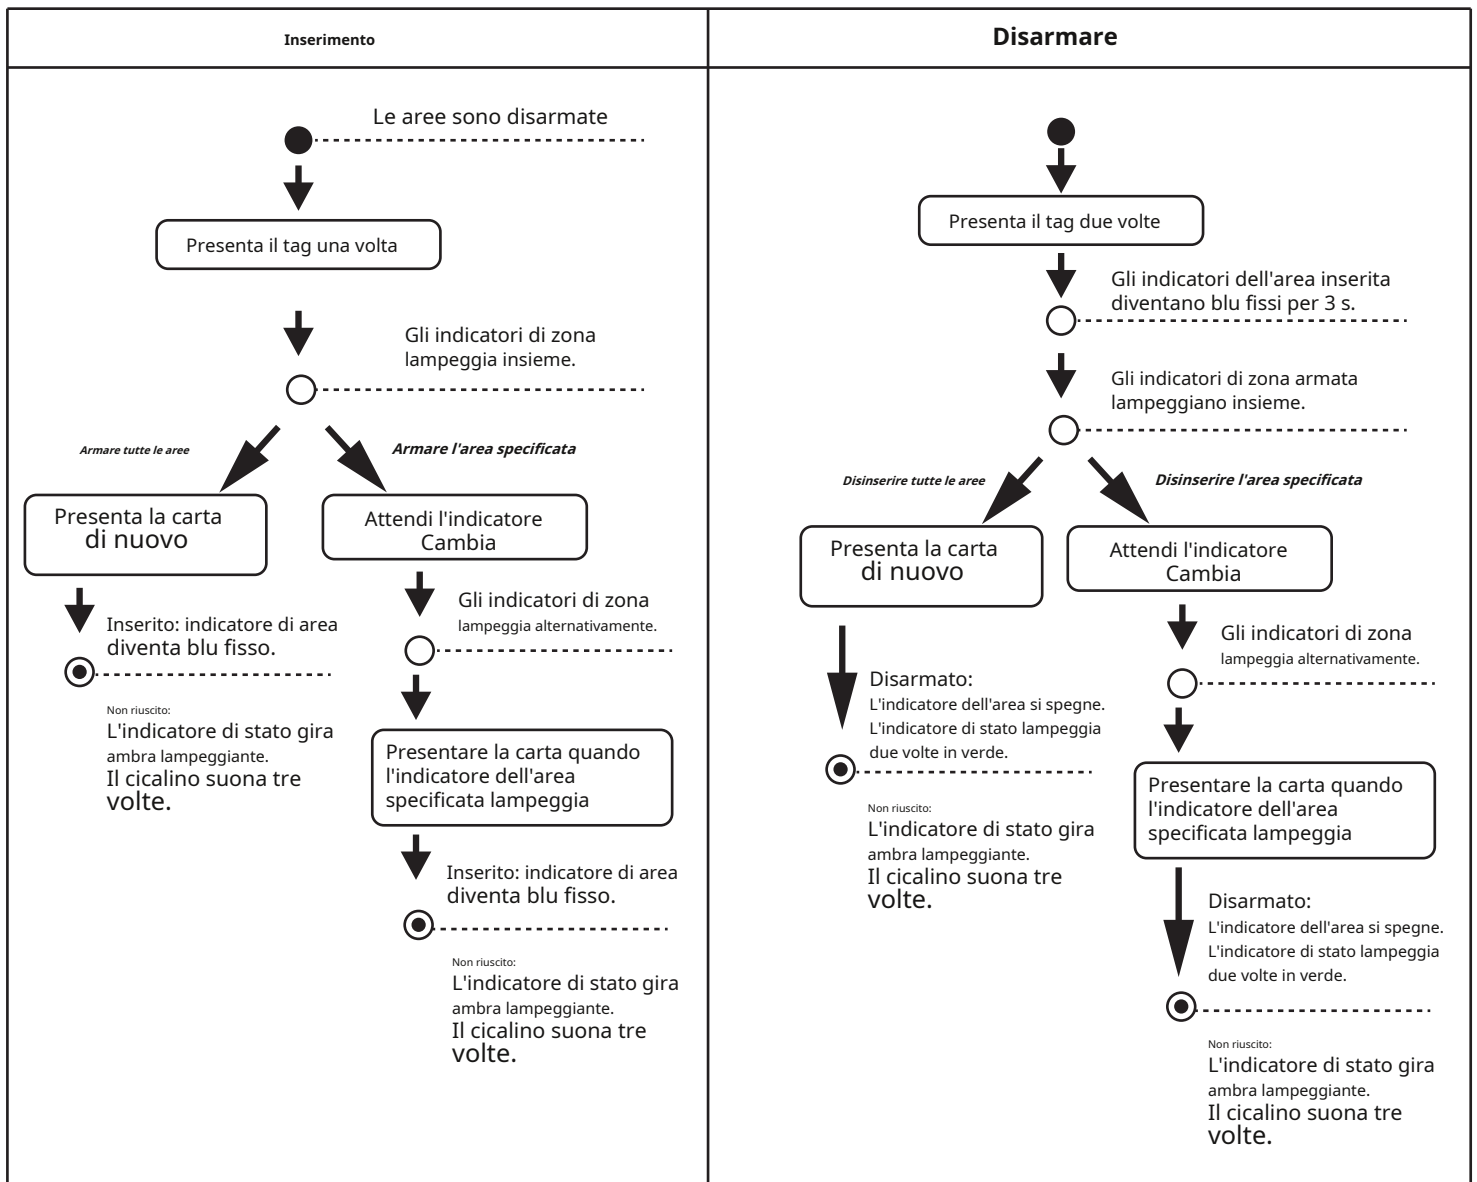 Inserimento
Le aree sono disarmate
Presenta il tag una volta
Gli indicatori di zona
lampeggia insieme.
Armare tutte le aree
Armare l'area specificata
Presenta la carta
di nuovo
Attendi l'indicatore
Cambia
Inserito: indicatore di area
diventa blu fisso.
Non riuscito:
L'indicatore di stato gira
ambra lampeggiante.
Il cicalino suona tre
volte.
Gli indicatori di zona
lampeggia alternativamente.
Presentare la carta quando
l'indicatore dell'area
specificata lampeggia
Inserito: indicatore di area
diventa blu fisso.
Non riuscito:
L'indicatore di stato gira
ambra lampeggiante.
Il cicalino suona tre
volte.
Disarmare
Presenta il tag due volte
Gli indicatori dell'area inserita
diventano blu fissi per 3 s.
Gli indicatori di zona armata
lampeggiano insieme.
Disinserire tutte le aree
Disinserire l'area specificata
Presenta la carta
di nuovo
Attendi l'indicatore
Cambia
Disarmato:
L'indicatore dell'area si spegne.
L'indicatore di stato lampeggia
due volte in verde.
Non riuscito:
L'indicatore di stato gira
ambra lampeggiante.
Il cicalino suona tre
volte.
Gli indicatori di zona
lampeggia alternativamente.
Presentare la carta quando
l'indicatore dell'area
specificata lampeggia
Disarmato:
L'indicatore dell'area si spegne.
L'indicatore di stato lampeggia
due volte in verde.
Non riuscito:
L'indicatore di stato gira
ambra lampeggiante.
Il cicalino suona tre
volte.